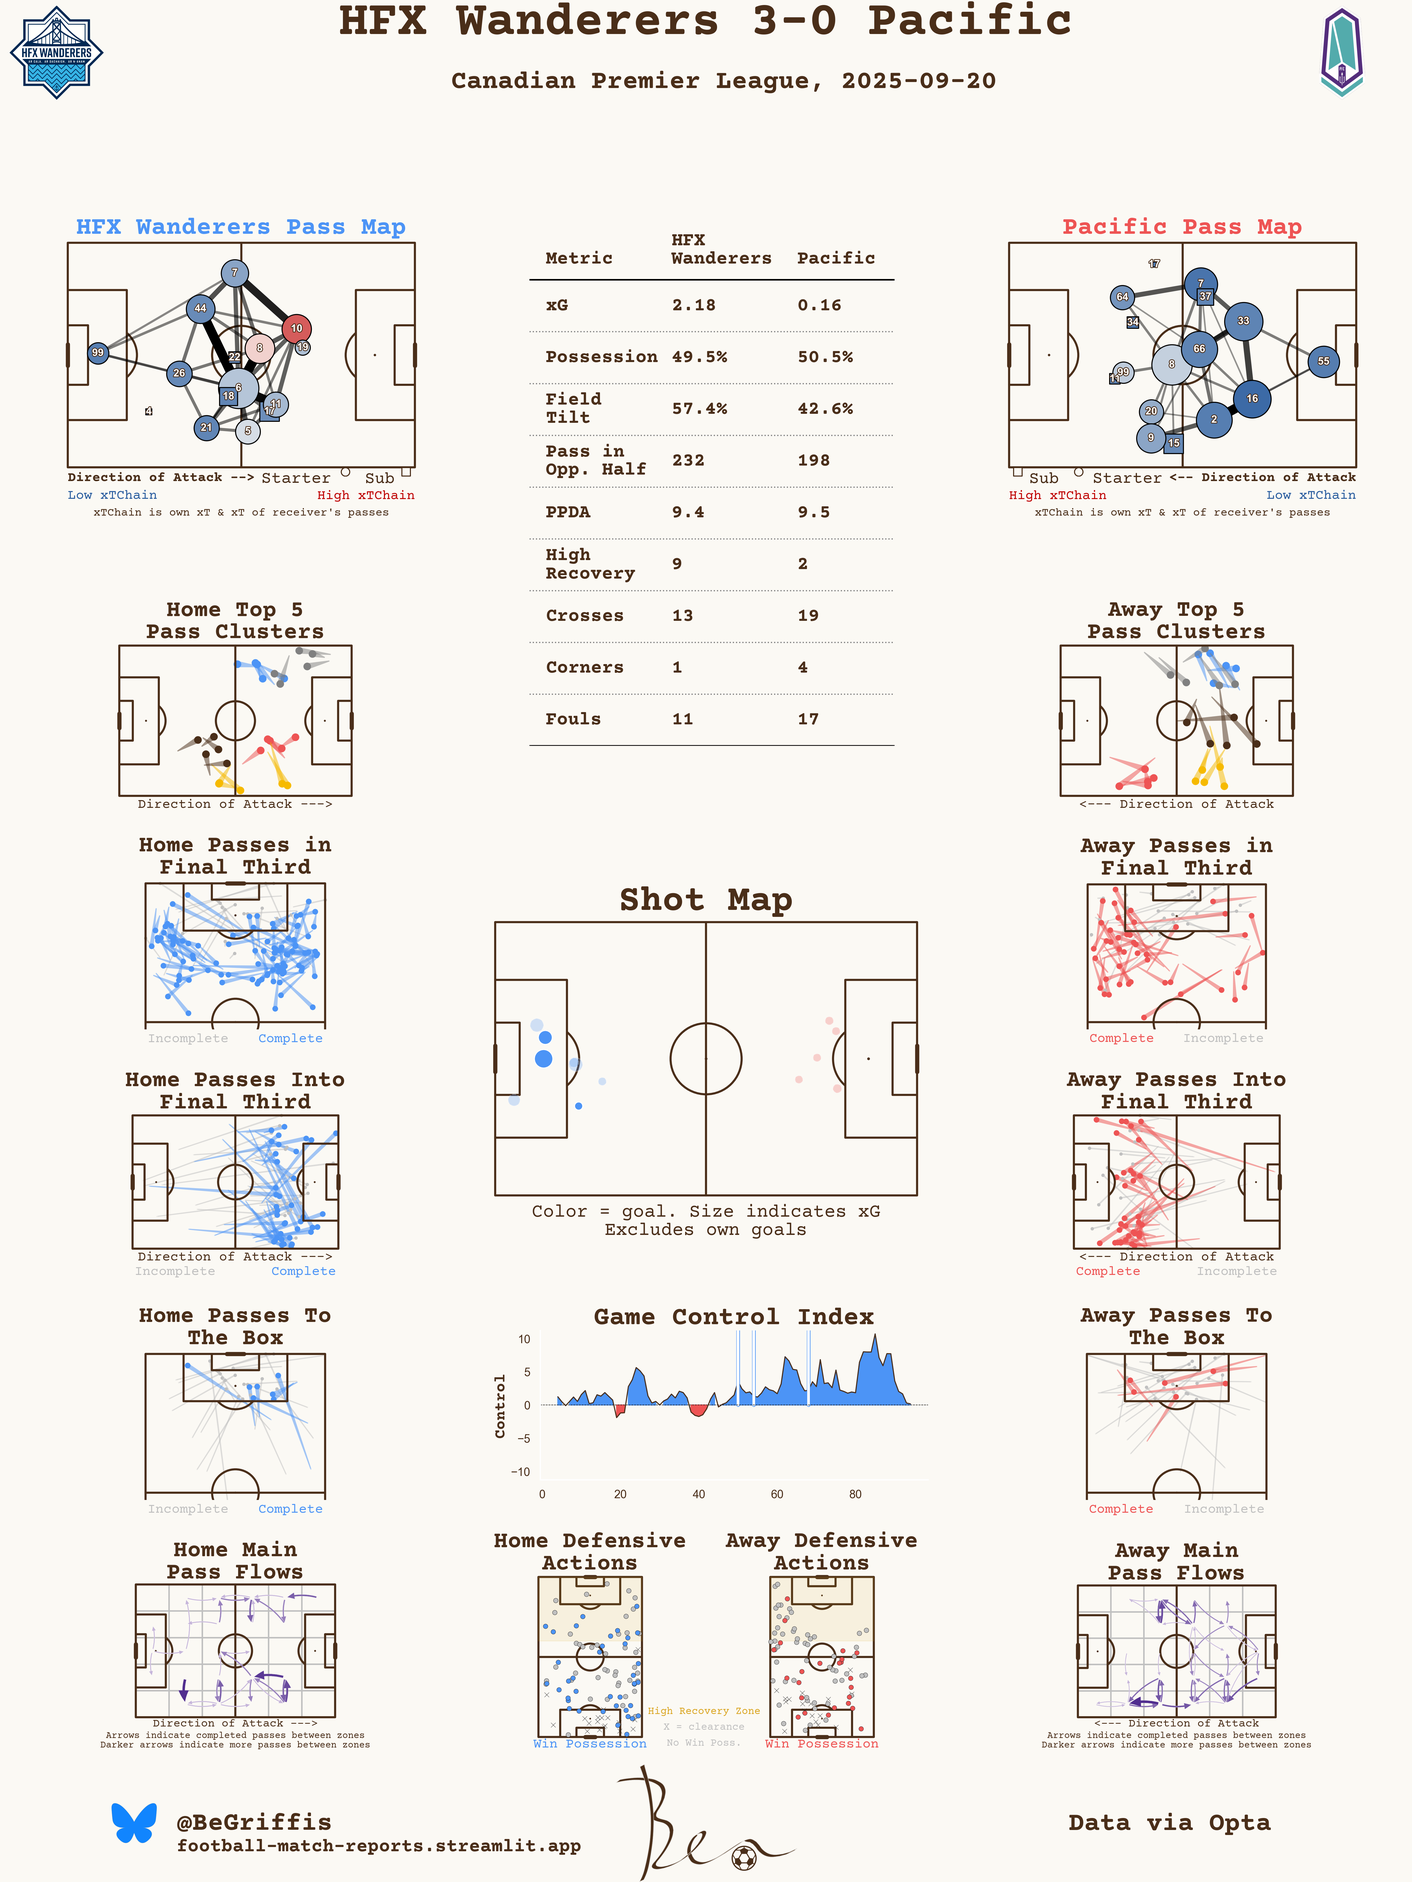 HFX Wanderers 3-0 Pacific
Canadian Premier League, 2025-09-20
HFX WANDERERS
HFX Wanderers Pass Map
7
44
10
8
19
99
22
26
6
18
11
17
4
21
5
Direction of Attack --> Starter Sub
Low xTChain High xTChain
xTChain is own xT & xT of receiver's passes
Metric HFX Wanderers Pacific
xG 2.18 0.16
Possession 49.5% 50.5%
Field Tilt 57.4% 42.6%
Pass in Opp. Half 232 198
PPDA 9.4 9.5
High Recovery 9 2
Crosses 13 19
Corners 1 4
Fouls 11 17
Pacific Pass Map
17
7
64
37
34
33
66
55
8
99
11
16
20
2
9
15
Sub Starter <-- Direction of Attack
High xTChain Low xTChain
xTChain is own xT & xT of receiver's passes
Home Top 5
Pass Clusters
Direction of Attack --->
Away Top 5
Pass Clusters
<--- Direction of Attack
Home Passes in
Final Third
Incomplete Complete
Away Passes in
Final Third
Complete Incomplete
Shot Map
Color = goal. Size indicates xG
Excludes own goals
Home Passes Into
Final Third
Direction of Attack --->
Incomplete Complete
Away Passes Into
Final Third
<--- Direction of Attack
Complete Incomplete
Home Passes To
The Box
Incomplete Complete
Game Control Index
Control
10
5
0
−5
−10
0 20 40 60 80
Away Passes To
The Box
Complete Incomplete
Home Main
Pass Flows
Direction of Attack --->
Arrows indicate completed passes between zones
Darker arrows indicate more passes between zones
Home Defensive
Actions
Win Possession
High Recovery Zone
X = clearance
No Win Poss.
Away Defensive
Actions
Win Possession
Away Main
Pass Flows
<--- Direction of Attack
Arrows indicate completed passes between zones
Darker arrows indicate more passes between zones
@BeGriffis
football-match-reports.streamlit.app
Ben
Data via Opta